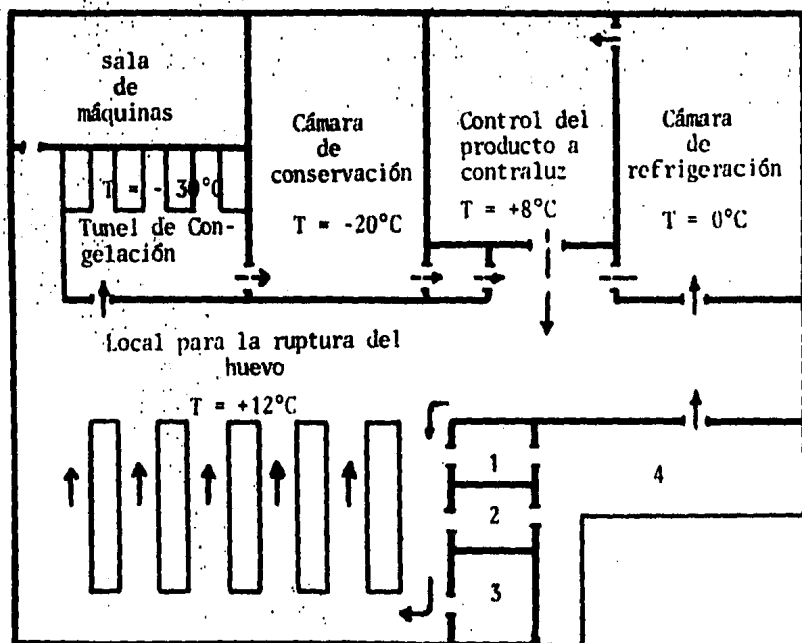 sala
de
máquinas
T = - 30°C
Tunel de Con-
gelación
Cámara
de
conservación
T = -20°C
Control del
producto a
contraluz
T = +8°C
Cámara
de
refrigeración
T = 0°C
Local para la ruptura del
huevo
T = +12°C
1
2
3
4